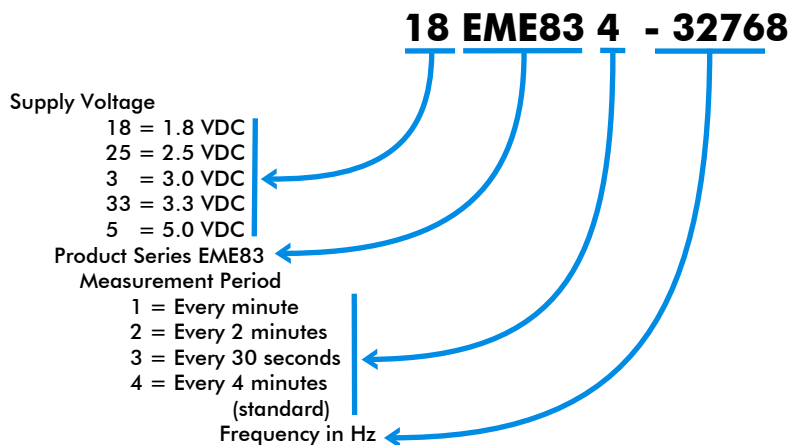 18 EME83 4 - 32768
Supply Voltage
18 = 1.8 VDC
25 = 2.5 VDC
3 = 3.0 VDC
33 = 3.3 VDC
5 = 5.0 VDC
Product Series EME83
Measurement Period
1 = Every minute
2 = Every 2 minutes
3 = Every 30 seconds
4 = Every 4 minutes
(standard)
Frequency in Hz